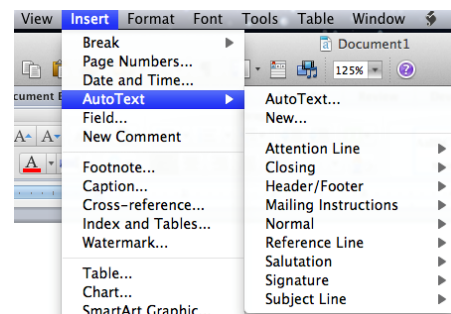 View Insert Format Font Tools Table Window
Document1
125%
cument E
Break
Page Numbers...
Date and Time...
AutoText
Field...
New Comment
Footnote...
Caption...
Cross-reference...
Index and Tables...
Watermark...
Table...
Chart...
SmartArt Graphic
AutoText...
New...
Attention Line
Closing
Header/Footer
Mailing Instructions
Normal
Reference Line
Salutation
Signature
Subject Line
A A
A